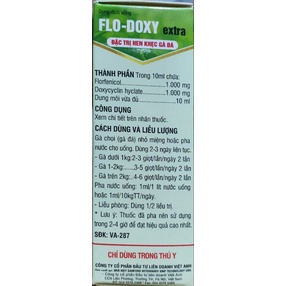 Dung dịch uống
FLO-DOXY extra
ĐẶC TRỊ HEN KHẸC GÀ ĐÁ
THÀNH PHẦN Trong 10ml chứa:
Florfenicol.........................1.000 mg
Doxycyclin hyclate............1.000 mg
Dung môi vừa đủ..................10 ml
CÔNG DỤNG
Xem chi tiết trên nhãn thuốc.
CÁCH DÙNG VÀ LIỀU LƯỢNG
Gà chọi (gà đá) nhỏ miệng hoặc pha
nước cho uống. Dùng 2-3 ngày liên tục.
- Gà dưới 1kg:2-3 giọt/lần/ngày 2 lần
- Gà 1-2kg:.....3-5 giọt/lần/ngày 2 lần
- Gà trên 2kg:..4-6 giọt/lần/ngày 2 lần
Pha nước uống: 1ml/1 lít nước uống
hoặc 1ml/10kgTT/ngày.
- Liều phòng: Dùng 1/2 liều trị.
* Lưu ý: Thuốc đã pha nên sử dụng
trong 2-4 giờ để đạt hiệu quả cao nhất.
SĐK: VA-287
CHỈ DÙNG TRONG THÚ Y
CÔNG TY CỔ PHẦN ĐẦU TƯ LIÊN DOANH VIỆT ANH